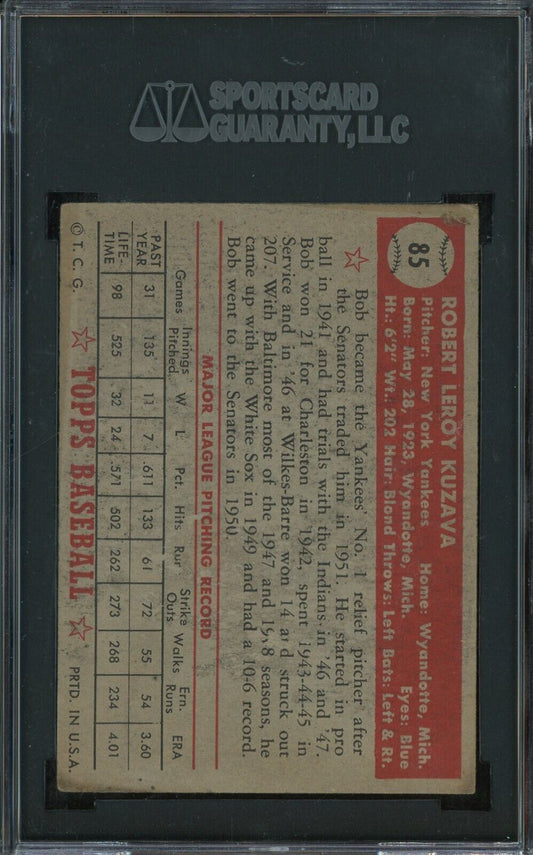 SPORTSCARD
GUARANTY, LLC
85
ROBERT LEROY KUZAVA
Pitcher: New York Yankees Home: Wyandotte, Mich.
Born: May 28, 1923, Wyandotte, Mich. Eyes: Blue
Ht.: 6'2" Wt.: 202 Hair: Blond Throws: Left Bats: Left & Rt.
Bob became the Yankees' No. 1 relief pitcher after
the Senators traded him in 1951. He started in pro
ball in 1941 and had trials with the Indians in '46 and '47.
Bob won 21 for Charleston in 1942, spent 1943-44-45 in
Service and in '46 at Wilkes-Barre won 14 and struck out
207. With Baltimore most of the 1947 and 1948 seasons, he
came up with the White Sox in 1949 and had a 10-6 record.
Bob went to the Senators in 1950.
MAJOR LEAGUE PITCHING RECORD
Games Innings Pitched W L Pct. Hits Run Strike Outs Walks Ern. Runs ERA
PAST YEAR 31 135 11 7 .611 133 61 72 55 54 3.60
LIFE-TIME 98 525 32 24 .571 502 262 273 268 234 4.01
© T. C. G. TOPPS BASEBALL PRTD. IN U.S.A.